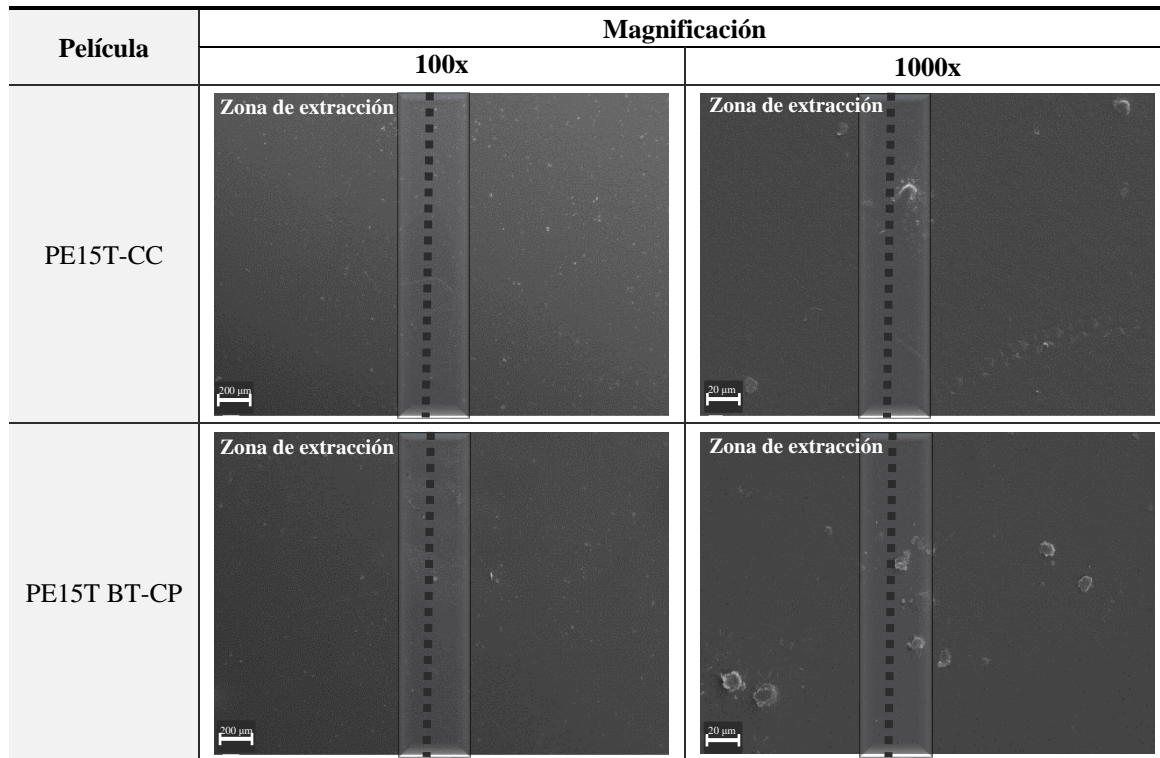 Película
Magnificación
100x
1000x
PE15T-CC
Zona de extracción
200 μm
Zona de extracción
20 μm
PE15T BT-CP
Zona de extracción
200 μm
Zona de extracción
20 μm